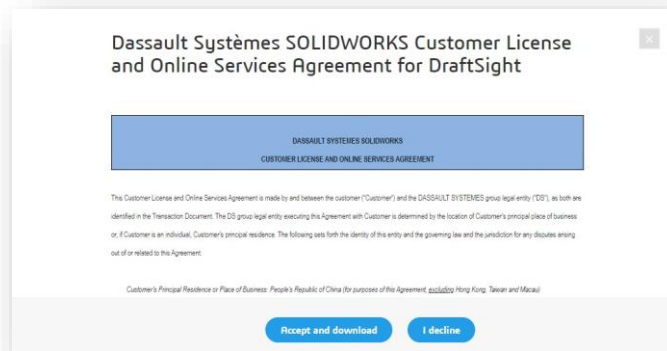 Dassault Systèmes SOLIDWORKS Customer License
and Online Services Agreement for DraftSight
×
DASSAULT SYSTEMES SOLIDWORKS
CUSTOMER LICENSE AND ONLINE SERVICES AGREEMENT
This Customer License and Online Services Agreement is made by and between the customer ("Customer") and the DASSAULT SYSTEMES group legal entity ("DS"), as both are
identified in the Transaction Document. The DS group legal entity executing this Agreement with Customer is determined by the location of Customer's principal place of business
or, if Customer is an individual, Customer's principal residence. The following sets forth the identity of this entity and the governing law and the jurisdiction for any disputes arising
out of or related to this Agreement:
Customer's Principal Residence or Place of Business: People's Republic of China (for purposes of this Agreement, excluding Hong Kong, Taiwan and Macau)
Accept and download
I decline